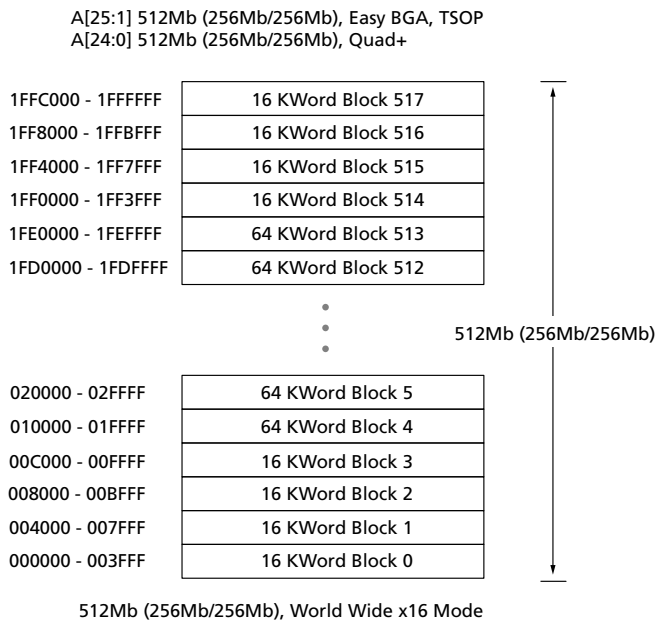 A[25:1] 512Mb (256Mb/256Mb), Easy BGA, TSOP
A[24:0] 512Mb (256Mb/256Mb), Quad+
1FFC000 - 1FFFFFF 16 KWord Block 517
1FF8000 - 1FFBFFF 16 KWord Block 516
1FF4000 - 1FF7FFF 16 KWord Block 515
1FF0000 - 1FF3FFF 16 KWord Block 514
1FE0000 - 1FEFFFF 64 KWord Block 513
1FD0000 - 1FDFFFF 64 KWord Block 512
512Mb (256Mb/256Mb)
020000 - 02FFFF 64 KWord Block 5
010000 - 01FFFF 64 KWord Block 4
00C000 - 00FFFF 16 KWord Block 3
008000 - 00BFFF 16 KWord Block 2
004000 - 007FFF 16 KWord Block 1
000000 - 003FFF 16 KWord Block 0
512Mb (256Mb/256Mb), World Wide x16 Mode